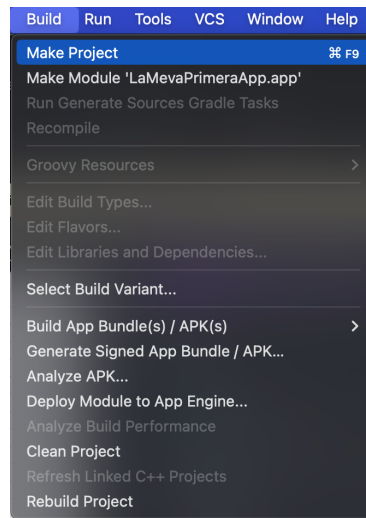 Build Run Tools VCS Window Help
Make Project ⌘ F9
Make Module 'LaMevaPrimeraApp.app'
Run Generate Sources Gradle Tasks
Recompile
Groovy Resources >
Edit Build Types...
Edit Flavors...
Edit Libraries and Dependencies...
Select Build Variant...
Build App Bundle(s) / APK(s) >
Generate Signed App Bundle / APK...
Analyze APK...
Deploy Module to App Engine...
Analyze Build Performance
Clean Project
Refresh Linked C++ Projects
Rebuild Project